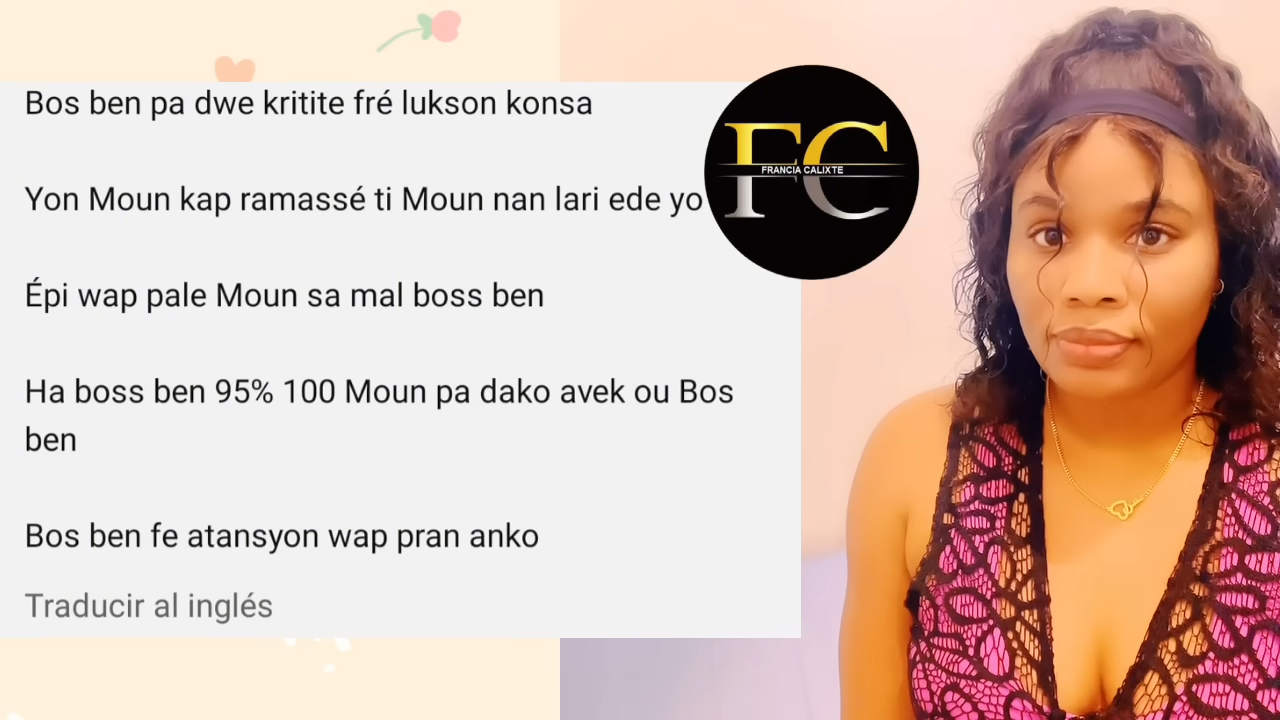 Bos ben pa dwe kritite fré lukson konsa
Yon Moun kap ramassé ti Moun nan lari ede yo
Épi wap pale Moun sa mal boss ben
Ha boss ben 95% 100 Moun pa dako avek ou Bos
ben
Bos ben fe atansyon wap pran anko
Traducir al inglés
FC
FRANCIA CALIXTE